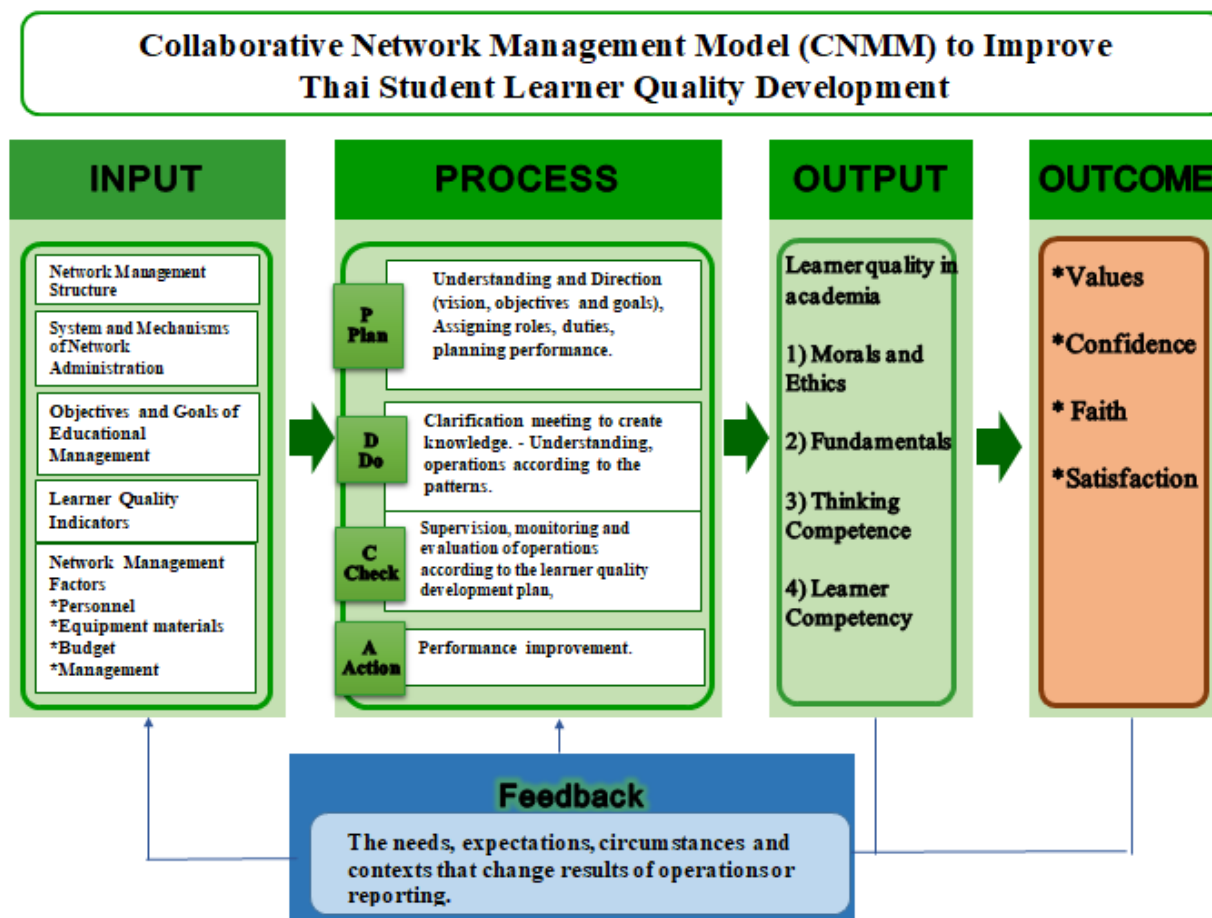 Collaborative Network Management Model (CNMM) to Improve
Thai Student Learner Quality Development
INPUT
Network Management
Structure
System and Mechanisms
of Network
Administration
Objectives and Goals of
Educational
Management
Learner Quality
Indicators
Network Management
Factors
*Personnel
*Equipment materials
*Budget
*Management
PROCESS
P
Plan
Understanding and Direction
(vision, objectives and goals),
Assigning roles, duties,
planning performance.
D
Do
Clarification meeting to create
knowledge. - Understanding,
operations according to the
patterns.
C
Check
Supervision, monitoring and
evaluation of operations
according to the learner quality
development plan,
A
Action
Performance improvement.
OUTPUT
Learner quality in
academia
1) Morals and
Ethics
2) Fundamentals
3) Thinking
Competence
4) Learner
Competency
OUTCOME
*Values
*Confidence
* Faith
*Satisfaction
Feedback
The needs, expectations, circumstances and
contexts that change results of operations or
reporting.